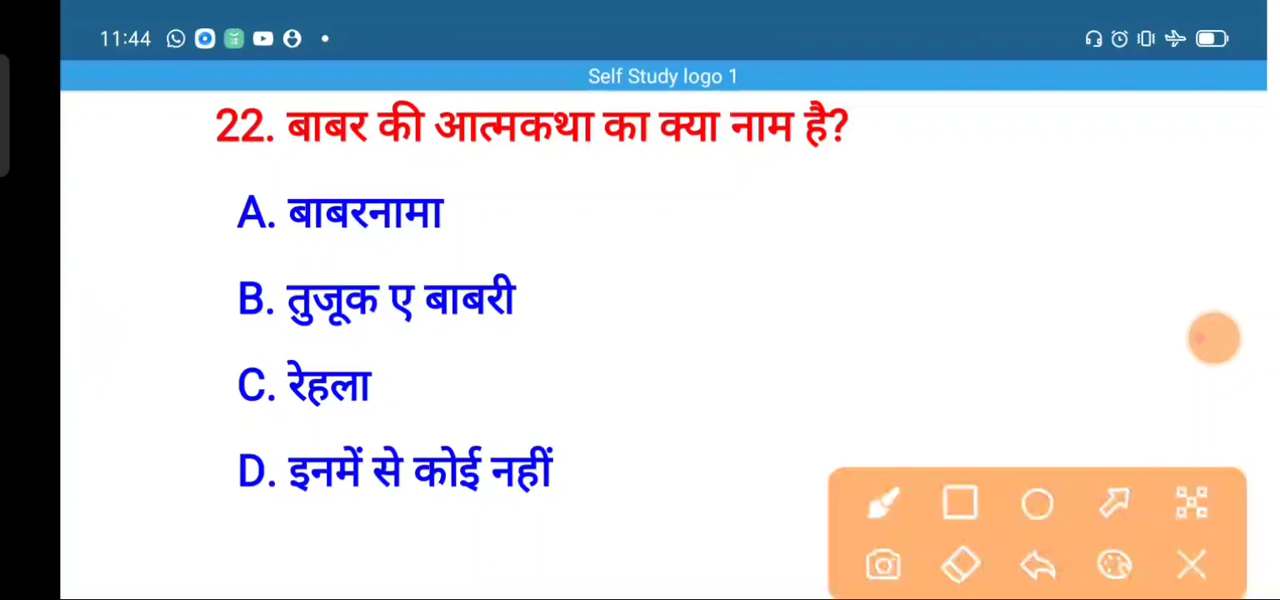 11:44
Self Study logo 1
22. बाबर की आत्मकथा का क्या नाम है?
A. बाबरनामा
B. तुजूक ए बाबरी
C. रेहला
D. इनमें से कोई नहीं